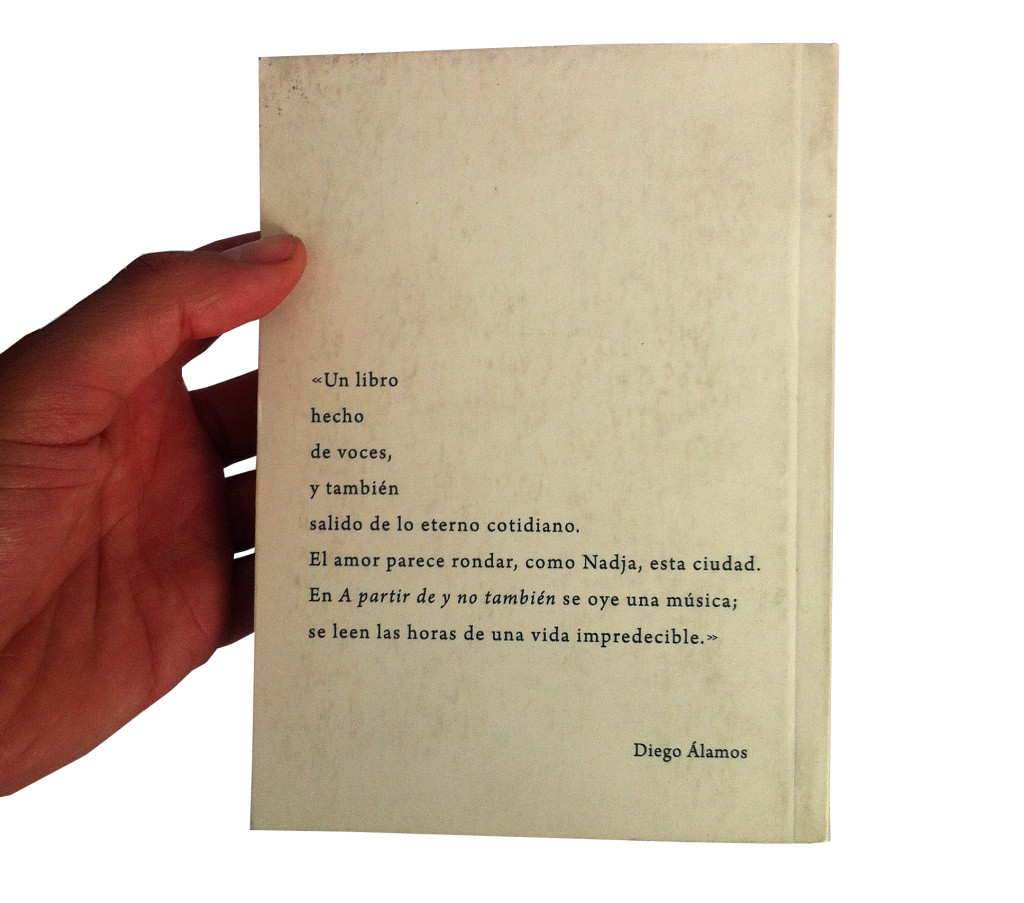 «Un libro
hecho
de voces,
y también
salido de lo eterno cotidiano.
El amor parece rondar, como Nadja, esta ciudad.
En A partir de y no también se oye una música;
se leen las horas de una vida impredecible.»
Diego Álamos